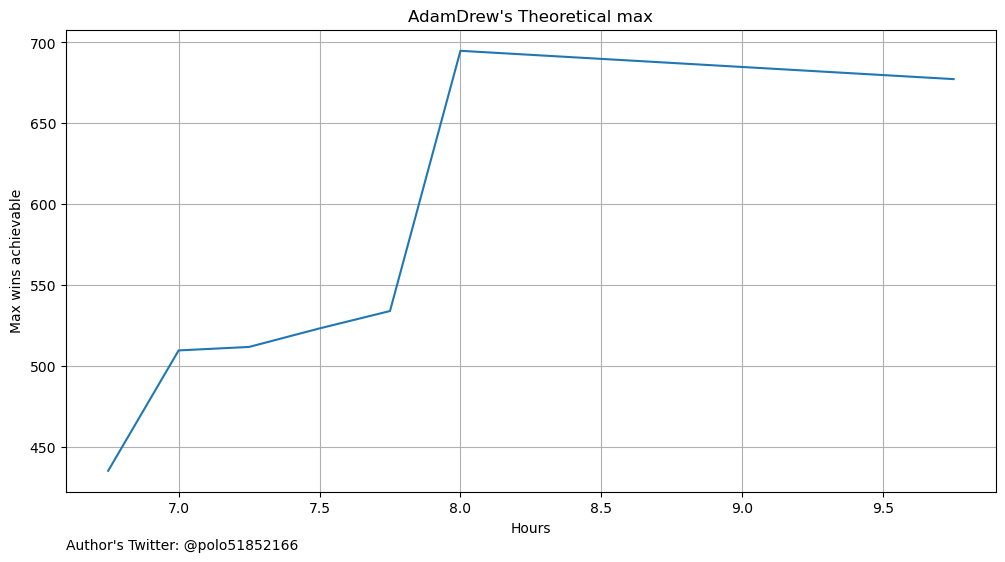 AdamDrew's Theoretical max
Max wins achievable
700
650
600
550
500
450
7.0 7.5 8.0 8.5 9.0 9.5
Hours
Author's Twitter: @polo51852166